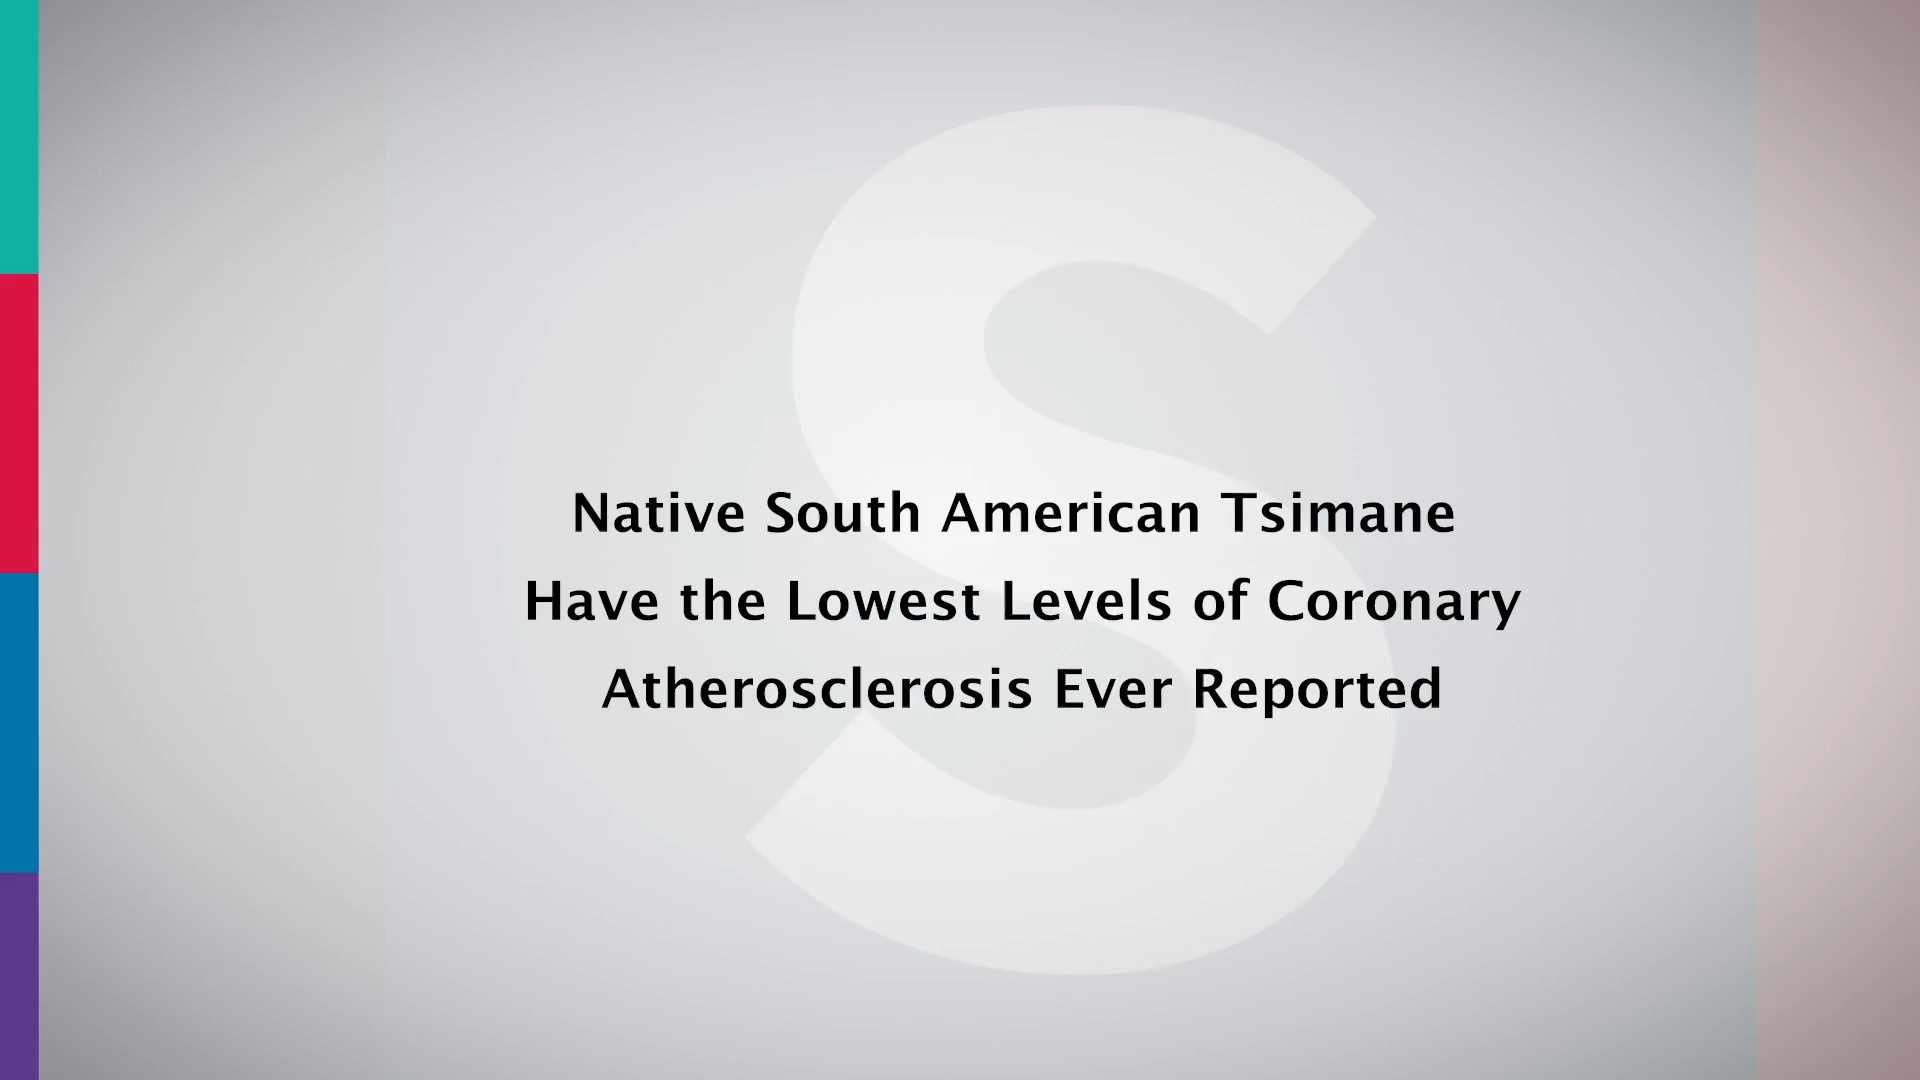 S
Native South American Tsimane
Have the Lowest Levels of Coronary
Atherosclerosis Ever Reported